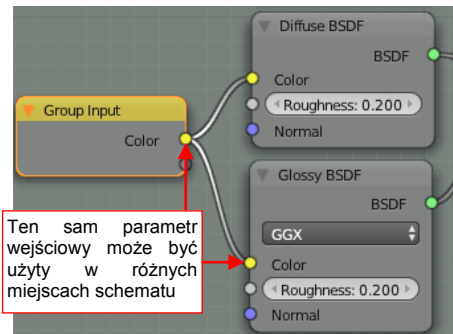 Diffuse BSDF
BSDF
Color
Roughness: 0.200
Normal
Group Input
Color
Glossy BSDF
BSDF
GGX
Color
Roughness: 0.200
Normal
Ten sam parametr
wejściowy może być
użyty w różnych
miejscach schematu